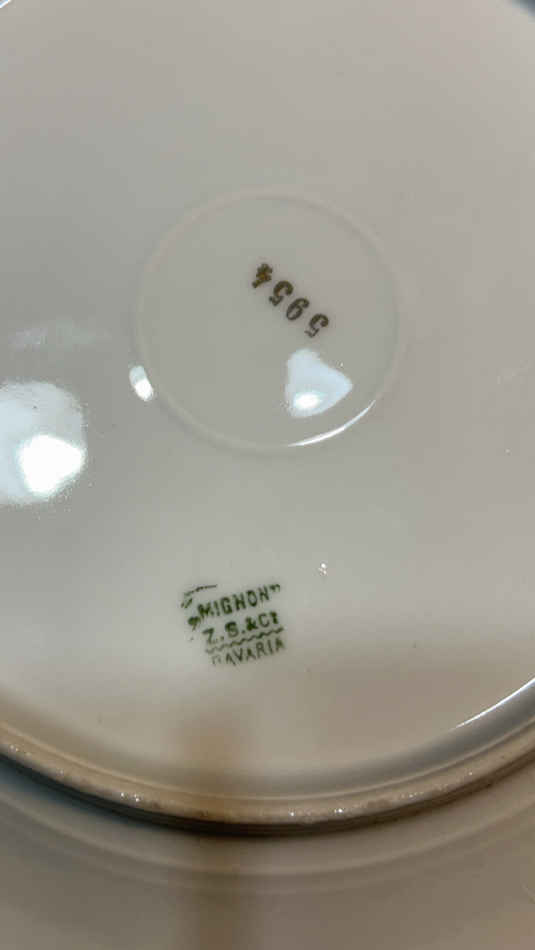 5954
"MIGNON"
Z.S.&Co
BAVARIA